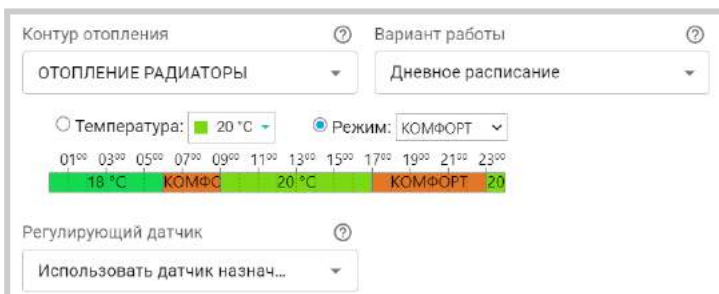 Контур отопления
Вариант работы
ОТОПЛЕНИЕ РАДИАТОРЫ
Дневное расписание
Температура: 20 °C Режим: КОМФОРТ
01⁰⁰ 03⁰⁰ 05⁰⁰ 07⁰⁰ 09⁰⁰ 11⁰⁰ 13⁰⁰ 15⁰⁰ 17⁰⁰ 19⁰⁰ 21⁰⁰ 23⁰⁰
18 °C КОМФС 20 °C КОМФОРТ 20
Регулирующий датчик
Использовать датчик назнач...